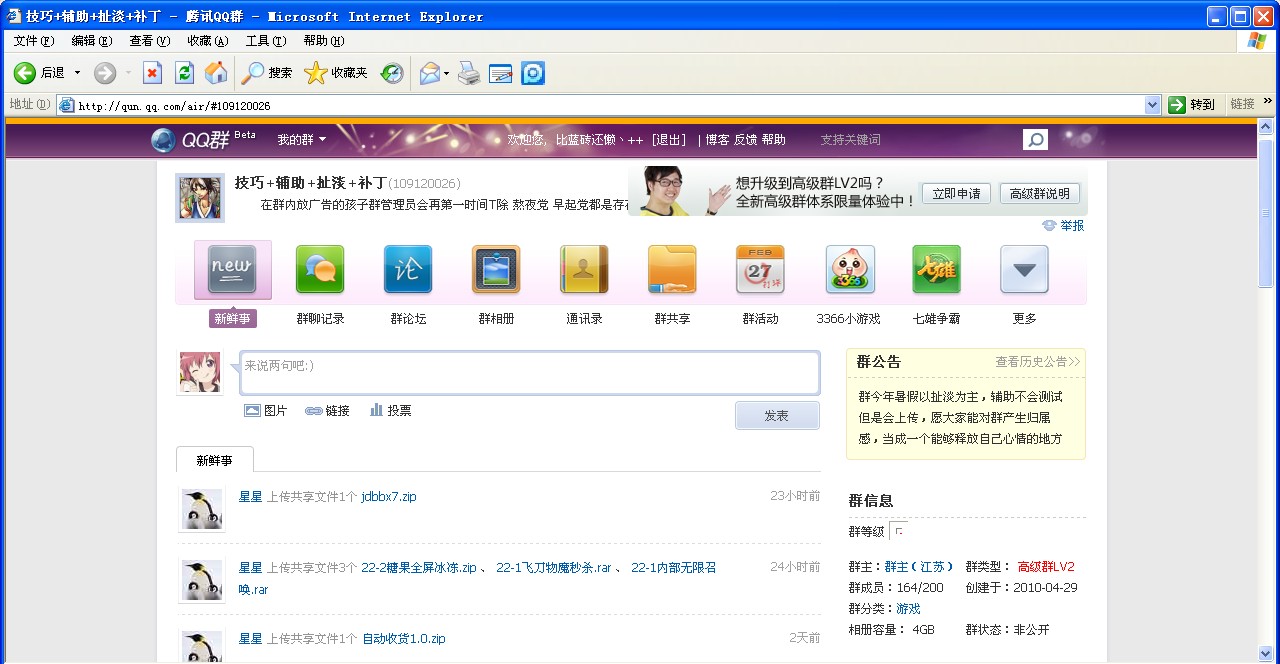 技巧+辅助+扯淡+补丁 - 腾讯QQ群 - Microsoft Internet Explorer
文件(F) 编辑(E) 查看(V) 收藏(A) 工具(T) 帮助(H)
后退 搜索 收藏夹
地址(D) http://qun.qq.com/air/#109120026 转到 链接 »
QQ群 Beta 我的群 欢迎您, 比蓝砖还懒丶++ [退出] | 博客 反馈 帮助 支持关键词
技巧+辅助+扯淡+补丁(109120026)
在群内放广告的孩子群管理员会再第一时间T除 熬夜党 早起党都是存在
想升级到高级群LV2吗？
全新高级群体系限量体验中！
立即申请 高级群说明
举报
new 论 FEB 27 3366 七雄
新鲜事 群聊记录 群论坛 群相册 通讯录 群共享 群活动 3366小游戏 七雄争霸 更多
来说两句吧:)
图片 链接 投票 发表
群公告 查看历史公告>>
群今年暑假以扯淡为主，辅助不会测试
但是会上传，愿大家能对群产生归属
感，当成一个能够释放自己心情的地方
新鲜事
星星 上传共享文件1个 jdbbx7.zip 23小时前
星星 上传共享文件3个 22-2糖果全屏冰冻.zip 、 22-1飞刀物魔秒杀.rar 、 22-1内部无限召
唤.rar 24小时前
星星 上传共享文件1个 自动收货1.0.zip 2天前
群信息
群等级
群主：群主（江苏） 群类型： 高级群LV2
群成员：164/200 创建于：2010-04-29
群分类：游戏
相册容量： 4GB 群状态：非公开